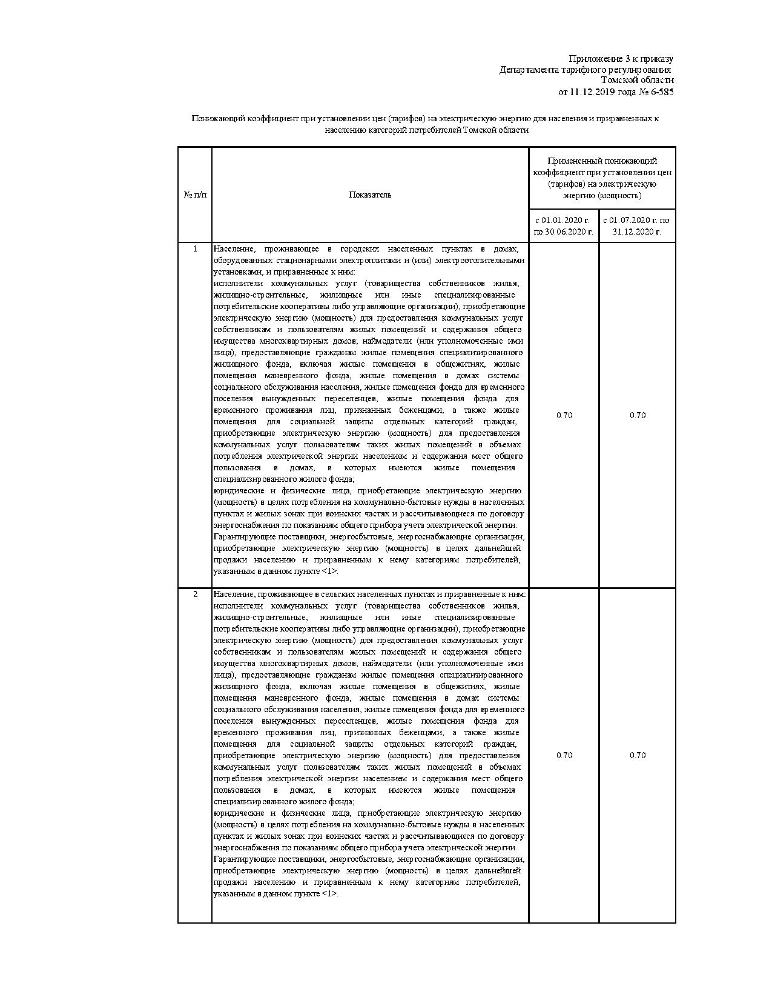 Приложение 3 к приказу
Департамента тарифного регулирования
Томской области
от 11.12.2019 года № 6-585
Понижающий коэффициент при установлении цен (тарифов) на электрическую энергию для населения и приравненных к
населению категорий потребителей Томской области
№ п/п
Показатель
Примененный понижающий
коэффициент при установлении цен
(тарифов) на электрическую
энергию (мощность)
с 01.01.2020 г.
по 30.06.2020 г.
с 01.07.2020 г. по
31.12.2020 г.
1
Население, проживающее в городских населенных пунктах в домах,
оборудованных стационарными электроплитами и (или) электроотопительными
установками, и приравненные к ним:
исполнители коммунальных услуг (товарищества собственников жилья,
жилищно-строительные, жилищные или иные специализированные
потребительские кооперативы либо управляющие организации), приобретающие
электрическую энергию (мощность) для предоставления коммунальных услуг
собственникам и пользователям жилых помещений и содержания общего
имущества многоквартирных домов; наймодатели (или уполномоченные ими
лица), предоставляющие гражданам жилые помещения специализированного
жилищного фонда, включая жилые помещения в общежитиях, жилые
помещения маневренного фонда, жилые помещения в домах системы
социального обслуживания населения, жилые помещения фонда для временного
поселения вынужденных переселенцев, жилые помещения фонда для
временного проживания лиц, признанных беженцами, а также жилые
помещения для социальной защиты отдельных категорий граждан,
приобретающие электрическую энергию (мощность) для предоставления
коммунальных услуг пользователям таких жилых помещений в объемах
потребления электрической энергии населением и содержания мест общего
пользования в домах, в которых имеются жилые помещения
специализированного жилого фонда;
юридические и физические лица, приобретающие электрическую энергию
(мощность) в целях потребления на коммунально-бытовые нужды в населенных
пунктах и жилых зонах при воинских частях и рассчитывающиеся по договору
энергоснабжения по показаниям общего прибора учета электрической энергии.
Гарантирующие поставщики, энергосбытовые, энергоснабжающие организации,
приобретающие электрическую энергию (мощность) в целях дальнейшей
продажи населению и приравненным к нему категориям потребителей,
указанным в данном пункте <1>.
0.70
0.70
2
Население, проживающее в сельских населенных пунктах и приравненные к ним:
исполнители коммунальных услуг (товарищества собственников жилья,
жилищно-строительные, жилищные или иные специализированные
потребительские кооперативы либо управляющие организации), приобретающие
электрическую энергию (мощность) для предоставления коммунальных услуг
собственникам и пользователям жилых помещений и содержания общего
имущества многоквартирных домов; наймодатели (или уполномоченные ими
лица), предоставляющие гражданам жилые помещения специализированного
жилищного фонда, включая жилые помещения в общежитиях, жилые
помещения маневренного фонда, жилые помещения в домах системы
социального обслуживания населения, жилые помещения фонда для временного
поселения вынужденных переселенцев, жилые помещения фонда для
временного проживания лиц, признанных беженцами, а также жилые
помещения для социальной защиты отдельных категорий граждан,
приобретающие электрическую энергию (мощность) для предоставления
коммунальных услуг пользователям таких жилых помещений в объемах
потребления электрической энергии населением и содержания мест общего
пользования в домах, в которых имеются жилые помещения
специализированного жилого фонда;
юридические и физические лица, приобретающие электрическую энергию
(мощность) в целях потребления на коммунально-бытовые нужды в населенных
пунктах и жилых зонах при воинских частях и рассчитывающиеся по договору
энергоснабжения по показаниям общего прибора учета электрической энергии.
Гарантирующие поставщики, энергосбытовые, энергоснабжающие организации,
приобретающие электрическую энергию (мощность) в целях дальнейшей
продажи населению и приравненным к нему категориям потребителей,
указанным в данном пункте <1>.
0.70
0.70